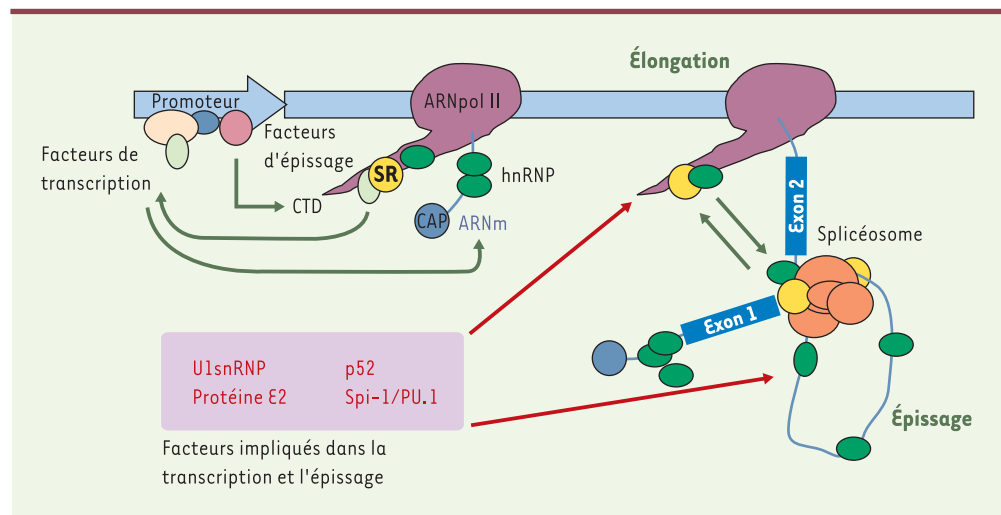 Élongation
Promoteur
ARNpol II
Facteurs de
transcription
Facteurs
d'épissage
SR
hnRNP
CTD
CAP
ARNm
Exon 2
Splicéosome
Exon 1
U1snRNP
p52
Protéine E2
Spi-1/PU.1
Épissage
Facteurs impliqués dans la
transcription et l'épissage